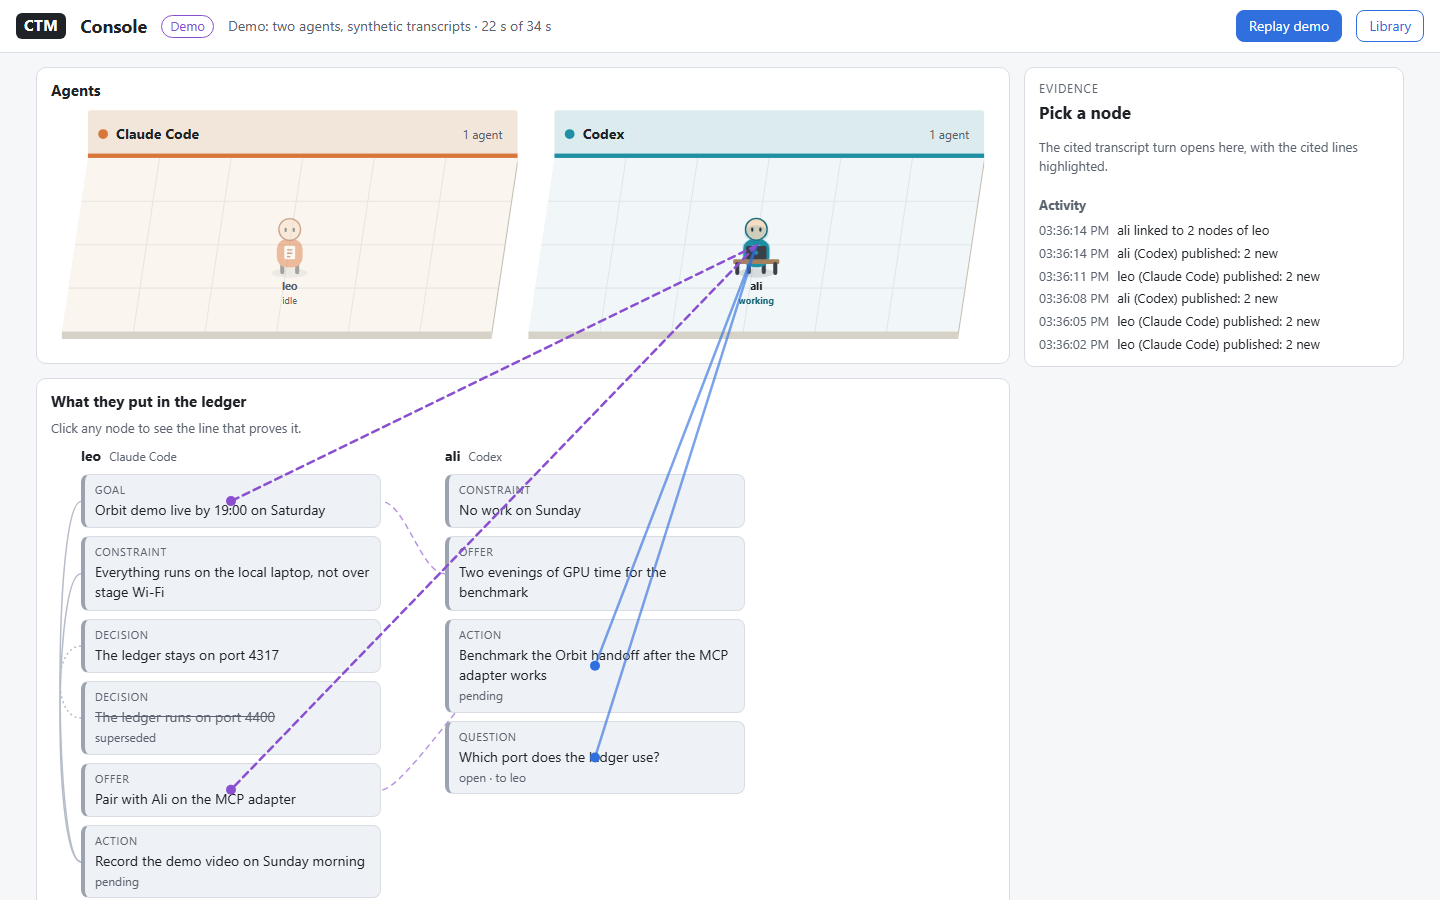 CTM Console Demo Demo: two agents, synthetic transcripts · 22 s of 34 s Replay demo Library
Agents
Claude Code 1 agent
Codex 1 agent
leo
idle
ali
working
EVIDENCE
Pick a node
The cited transcript turn opens here, with the cited lines
highlighted.
Activity
03:36:14 PM ali linked to 2 nodes of leo
03:36:14 PM ali (Codex) published: 2 new
03:36:11 PM leo (Claude Code) published: 2 new
03:36:08 PM ali (Codex) published: 2 new
03:36:05 PM leo (Claude Code) published: 2 new
03:36:02 PM leo (Claude Code) published: 2 new
What they put in the ledger
Click any node to see the line that proves it.
leo Claude Code
GOAL
Orbit demo live by 19:00 on Saturday
CONSTRAINT
Everything runs on the local laptop, not over
stage Wi-Fi
DECISION
The ledger stays on port 4317
DECISION
The ledger runs on port 4400
superseded
OFFER
Pair with Ali on the MCP adapter
ACTION
Record the demo video on Sunday morning
pending
ali Codex
CONSTRAINT
No work on Sunday
OFFER
Two evenings of GPU time for the
benchmark
ACTION
Benchmark the Orbit handoff after the MCP
adapter works
pending
QUESTION
Which port does the ledger use?
open · to leo